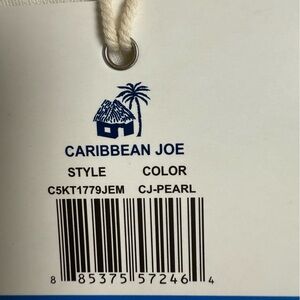 CARIBBEAN JOE
STYLE COLOR
C5KT1779JEM CJ-PEARL
8 85375 57246 4